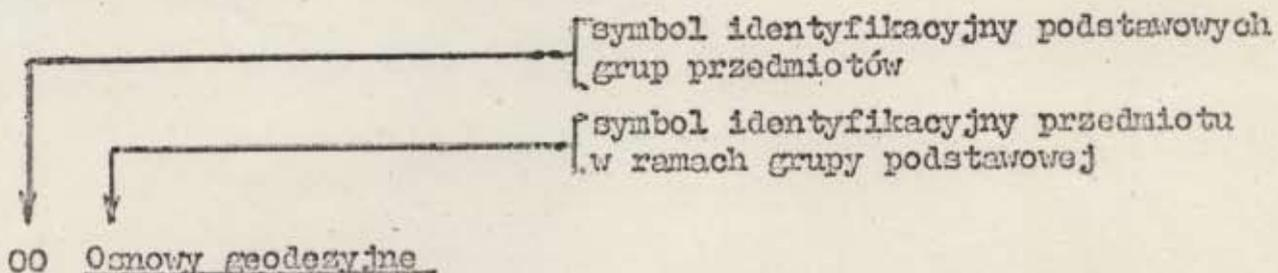 symbol identyfikacyjny podstawowych
grup przedmiotów
symbol identyfikacyjny przedmiotu
w ramach grupy podstawowej
00 Osnowy geodezyjne